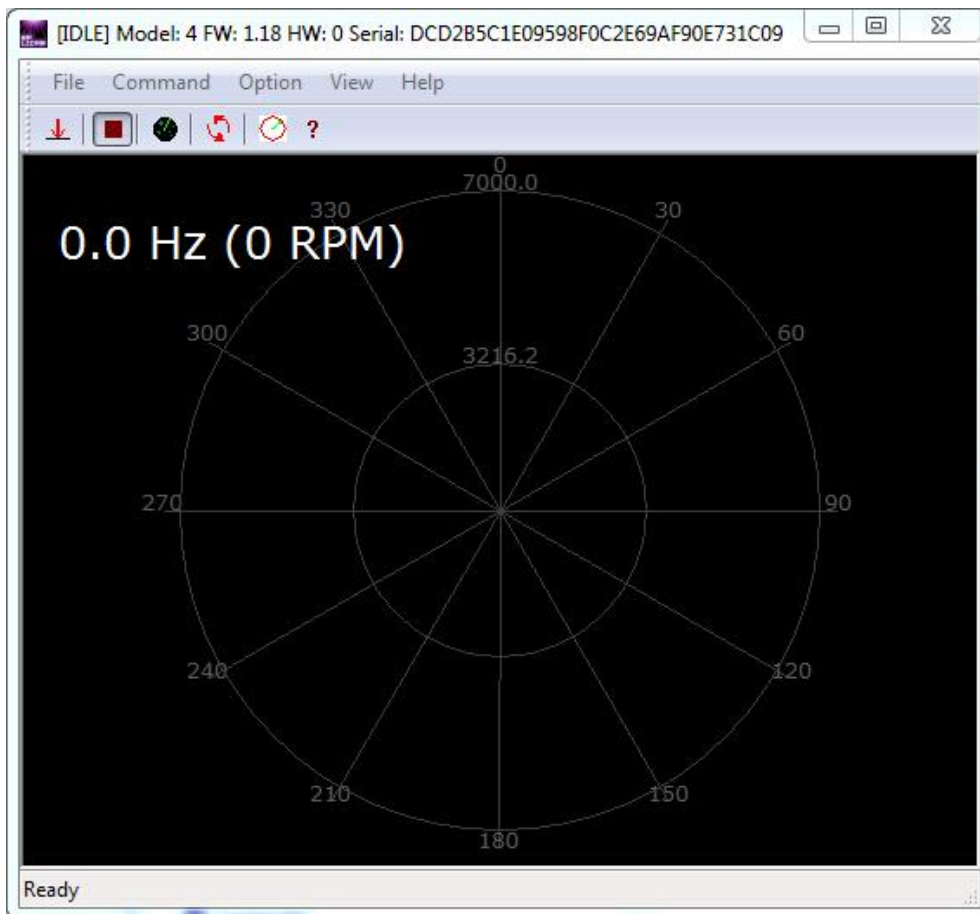 [IDLE] Model: 4 FW: 1.18 HW: 0 Serial: DCD2B5C1E09598F0C2E69AF90E731C09
File Command Option View Help
?
0
7000.0
330 30
0.0 Hz (0 RPM)
300 60
3216.2
270 90
240 120
210 150
180
Ready